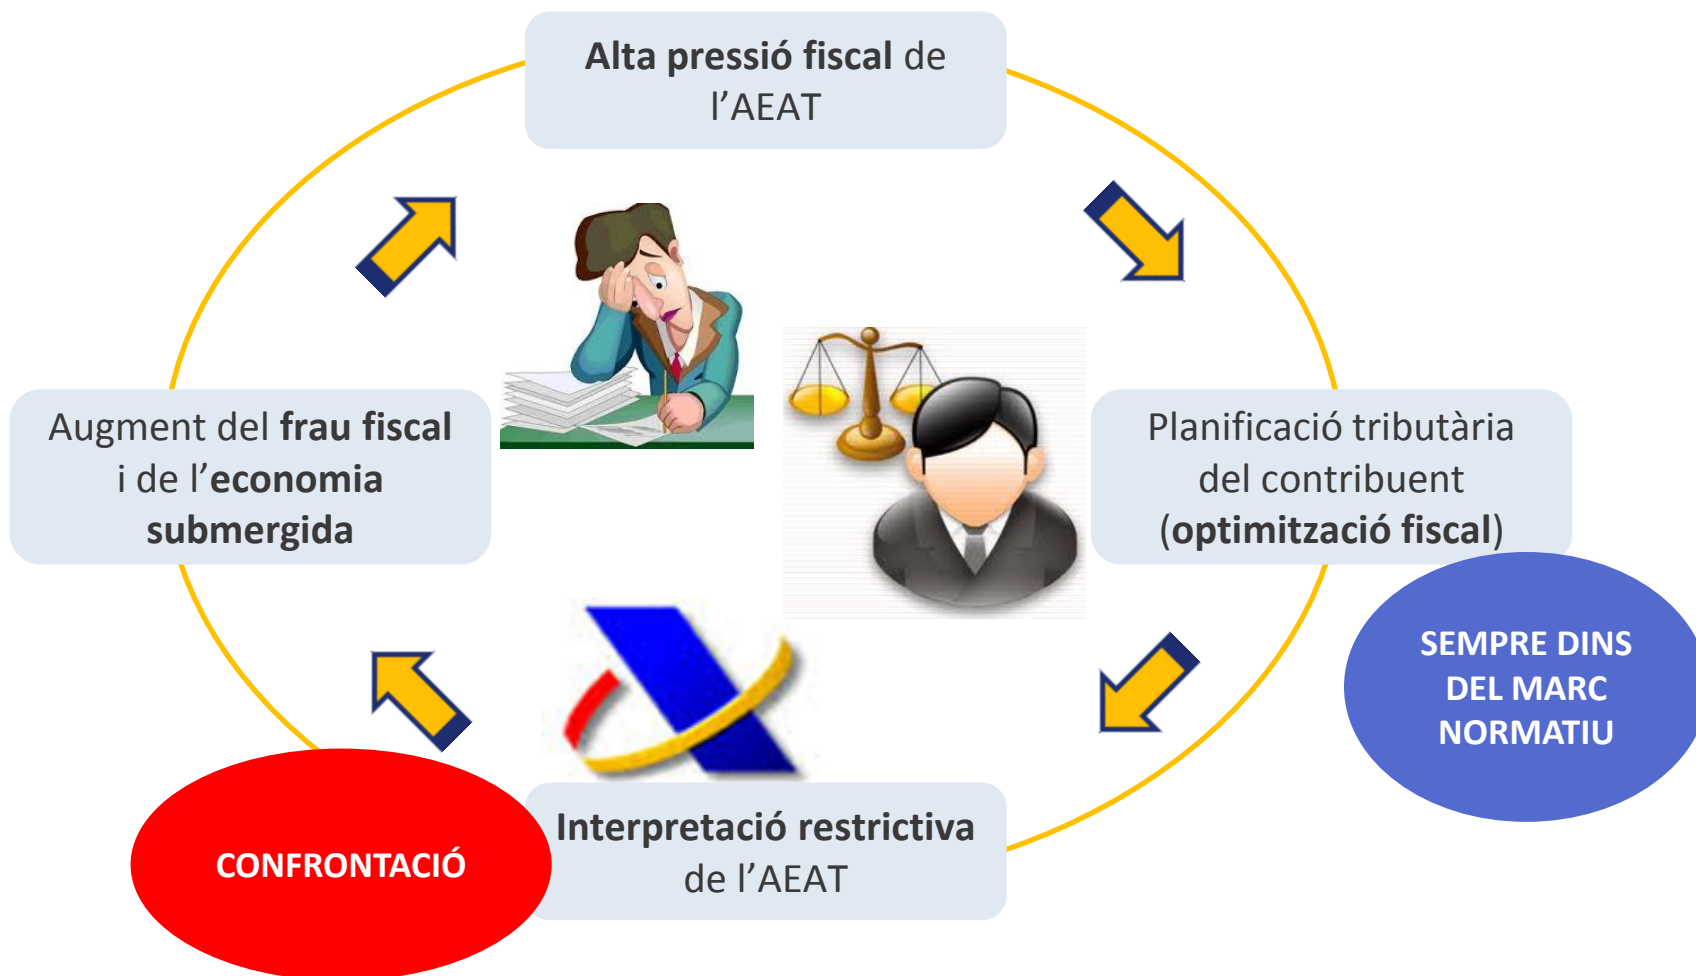 Alta pressió fiscal de
l’AEAT
Augment del frau fiscal
i de l’economia
submergida
Planificació tributària
del contribuent
(optimització fiscal)
SEMPRE DINS
DEL MARC
NORMATIU
Interpretació restrictiva
de l’AEAT
CONFRONTACIÓ